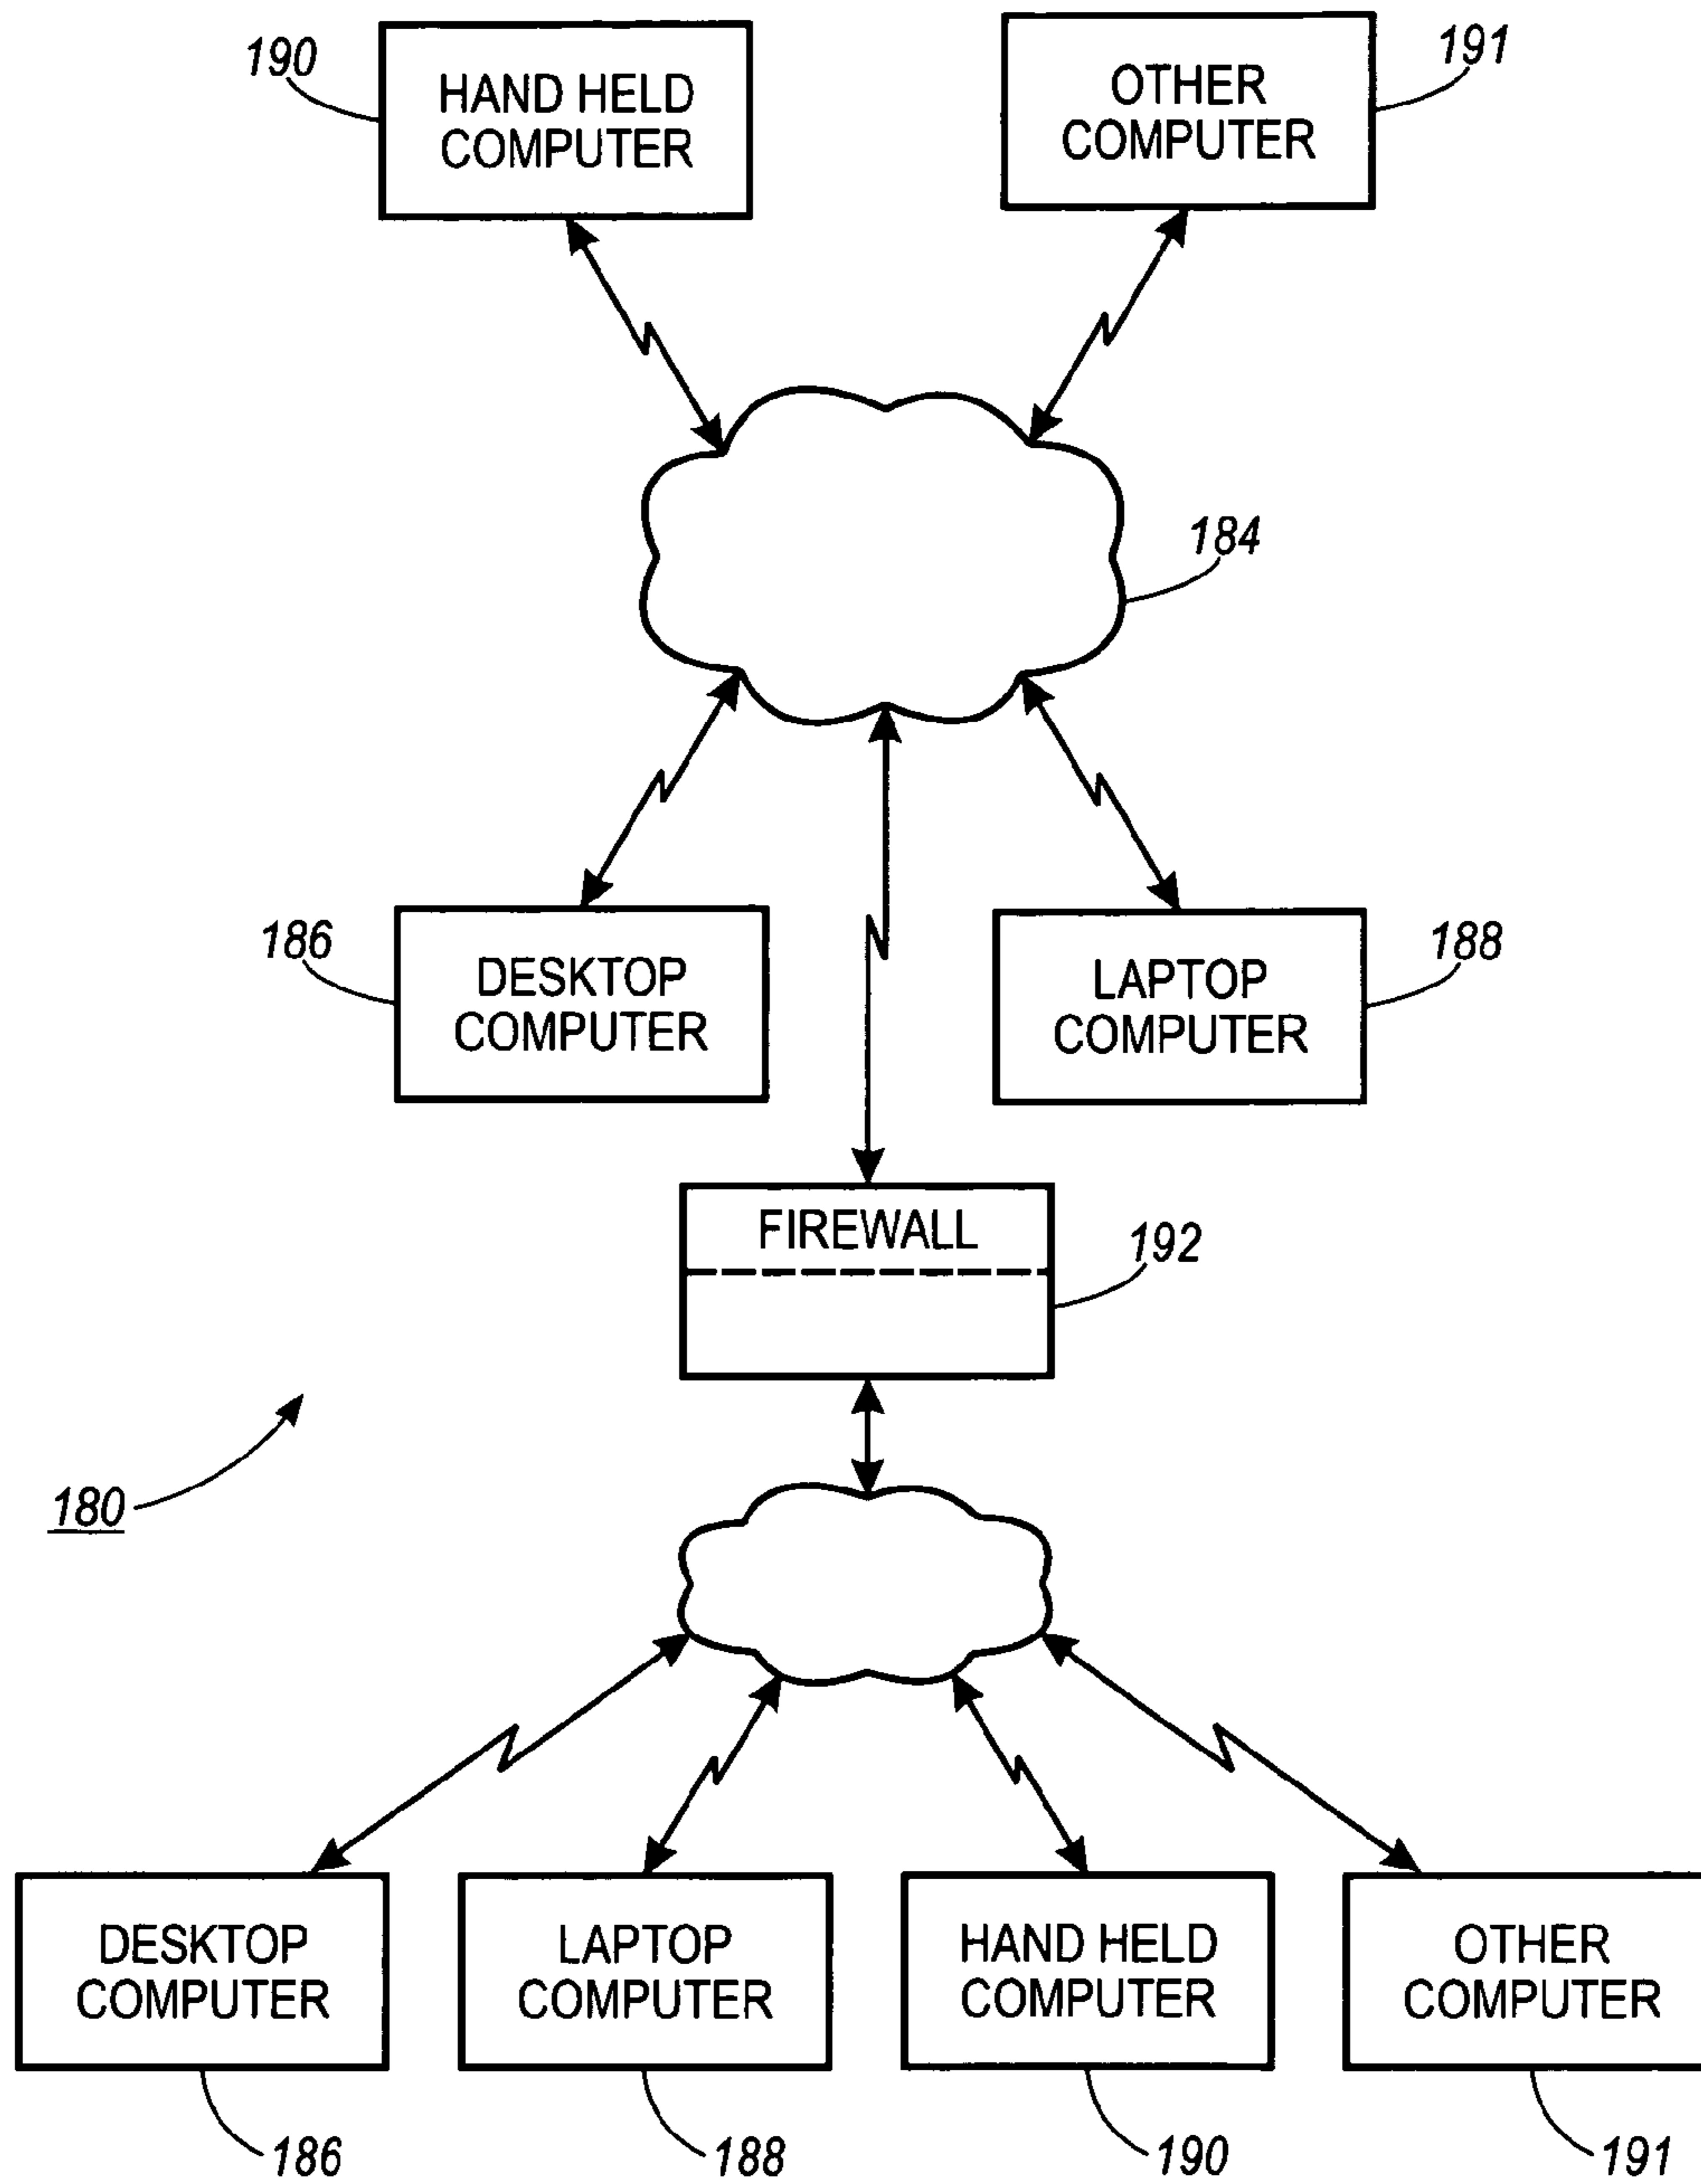 190
HAND HELD
COMPUTER
OTHER
COMPUTER
191
184
186
DESKTOP
COMPUTER
LAPTOP
COMPUTER
188
FIREWALL
192
180
DESKTOP
COMPUTER
LAPTOP
COMPUTER
HAND HELD
COMPUTER
OTHER
COMPUTER
186
188
190
191